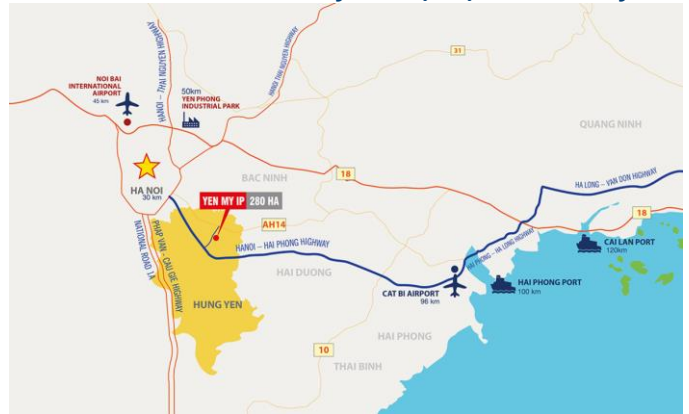 31
NOI BAI
INTERNATIONAL
AIRPORT
45 km
HANOI - THAI NGUYEN HIGHWAY
HANOI THAI NGUYEN HIGHWAY
50km
YEN PHONG
INDUSTRIAL PARK
QUANG NINH
BAC NINH
18
HA LONG - VAN DON HIGHWAY
HA NOI
30 km
YEN MY IP 280 HA
AH14
18
NATIONAL ROAD 1A
PHAP VAN - CAU GIE HIGHWAY
HANOI - HAI PHONG HIGHWAY
HAI PHONG - HA LONG HIGHWAY
CAI LAN PORT
120km
HAI DUONG
CAT BI AIRPORT
96 km
HAI PHONG PORT
100 km
HUNG YEN
HAI PHONG
10
THAI BINH